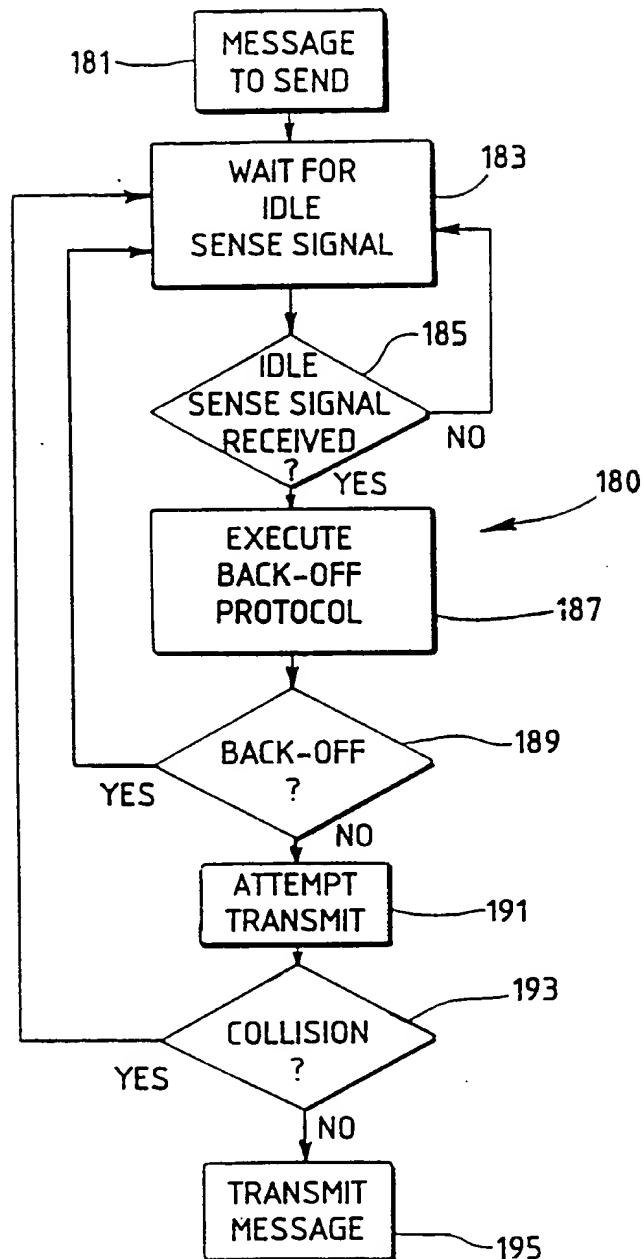 MESSAGE
TO SEND
181
WAIT FOR
IDLE
SENSE SIGNAL
183
IDLE
SENSE SIGNAL
RECEIVED
?
185
NO
YES
180
EXECUTE
BACK-OFF
PROTOCOL
187
BACK-OFF
?
189
YES
NO
ATTEMPT
TRANSMIT
191
COLLISION
?
193
YES
NO
TRANSMIT
MESSAGE
195